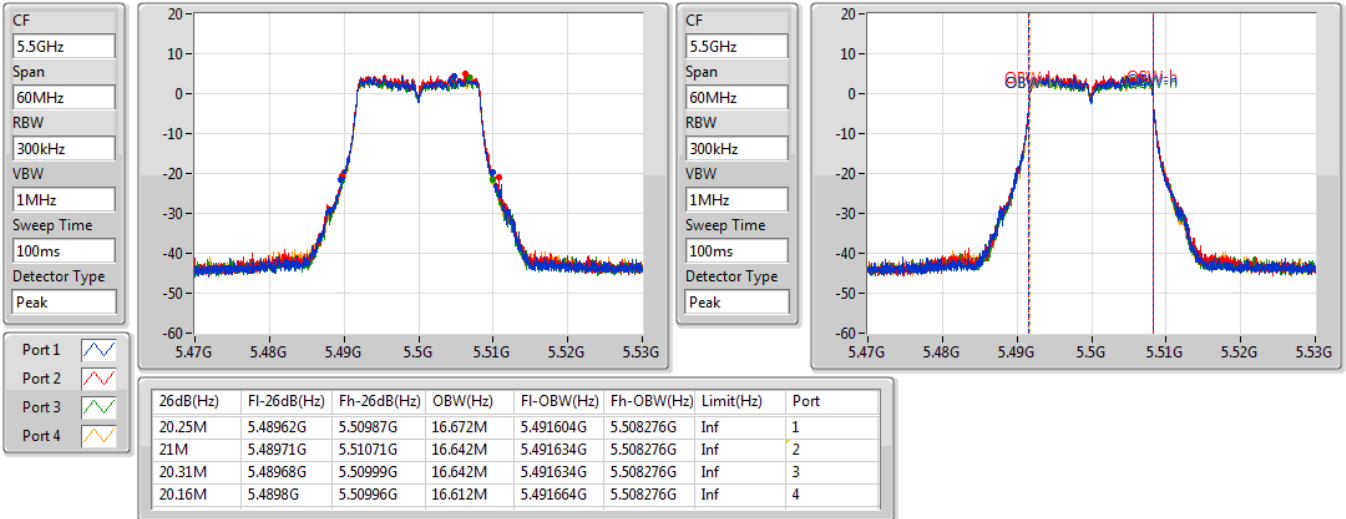 CF
5.5GHz
Span
60MHz
RBW
300kHz
VBW
1MHz
Sweep Time
100ms
Detector Type
Peak
20
10
0
-10
-20
-30
-40
-50
-60
5.47G 5.48G 5.49G 5.5G 5.51G 5.52G 5.53G
CF
5.5GHz
Span
60MHz
RBW
300kHz
VBW
1MHz
Sweep Time
100ms
Detector Type
Peak
20
10
0
-10
-20
-30
-40
-50
-60
OBW-h
5.47G 5.48G 5.49G 5.5G 5.51G 5.52G 5.53G
Port 1
Port 2
Port 3
Port 4
26dB(Hz) Fl-26dB(Hz) Fh-26dB(Hz) OBW(Hz) Fl-OBW(Hz) Fh-OBW(Hz) Limit(Hz) Port
20.25M 5.48962G 5.50987G 16.672M 5.491604G 5.508276G Inf 1
21M 5.48971G 5.51071G 16.642M 5.491634G 5.508276G Inf 2
20.31M 5.48968G 5.50999G 16.642M 5.491634G 5.508276G Inf 3
20.16M 5.4898G 5.50996G 16.612M 5.491664G 5.508276G Inf 4